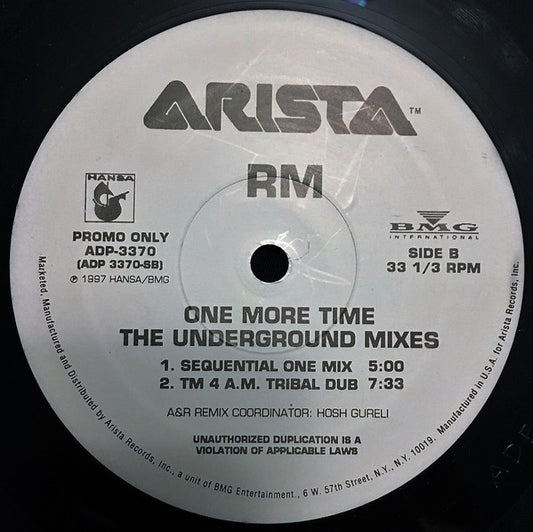 ARISTA™
RM
HANSA
PROMO ONLY
ADP-3370
(ADP 3370-SB)
℗ 1997 HANSA/BMG
BMG
INTERNATIONAL
SIDE B
33 1/3 RPM
ONE MORE TIME
THE UNDERGROUND MIXES
1. SEQUENTIAL ONE MIX 5:00
2. TM 4 A.M. TRIBAL DUB 7:33
A&R REMIX COORDINATOR: HOSH GURELI
UNAUTHORIZED DUPLICATION IS A
VIOLATION OF APPLICABLE LAWS
Marketed, Manufactured and Distributed by Arista Records, Inc., a unit of BMG Entertainment., 6 W. 57th Street, N.Y., N.Y. 10019. Manufactured in U.S.A. for Arista Records, Inc.